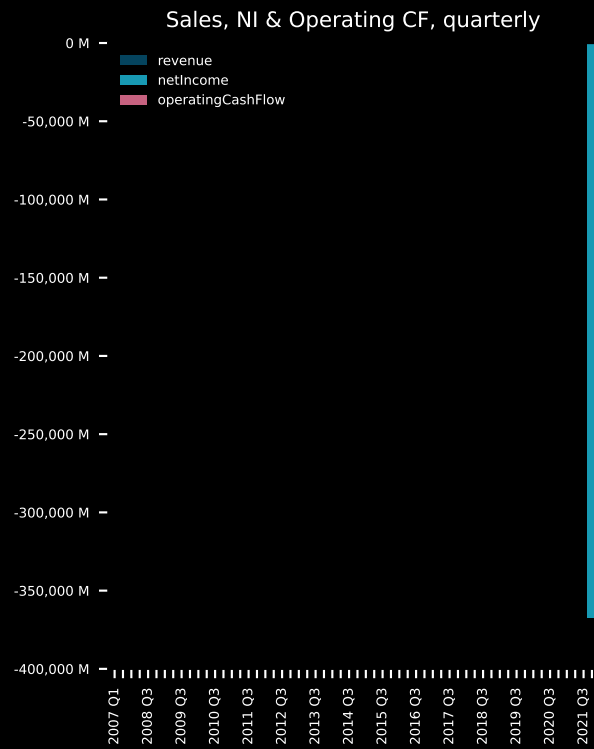 Sales, NI & Operating CF, quarterly
0 M
revenue
netIncome
operatingCashFlow
-50,000 M
-100,000 M
-150,000 M
-200,000 M
-250,000 M
-300,000 M
-350,000 M
-400,000 M
2007 Q1
2008 Q3
2009 Q3
2010 Q3
2011 Q3
2012 Q3
2013 Q3
2014 Q3
2015 Q3
2016 Q3
2017 Q3
2018 Q3
2019 Q3
2020 Q3
2021 Q3